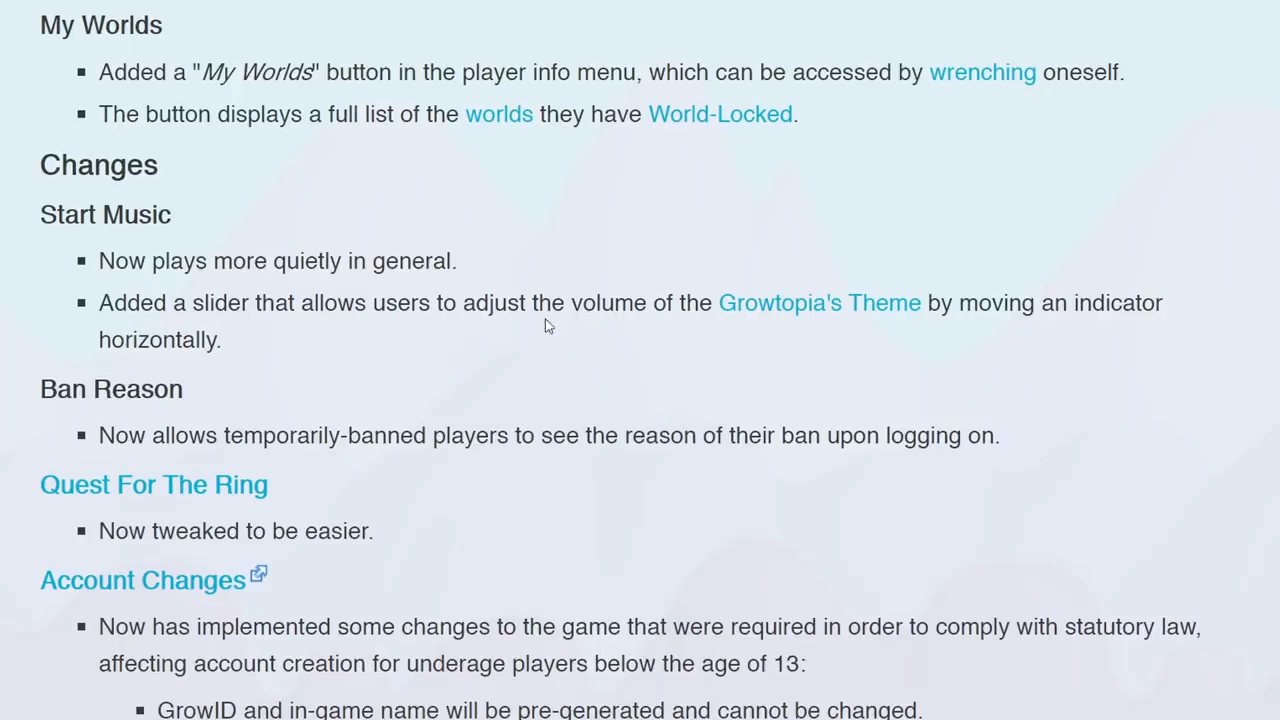 My Worlds
Added a "My Worlds" button in the player info menu, which can be accessed by wrenching oneself.
The button displays a full list of the worlds they have World-Locked.
Changes
Start Music
Now plays more quietly in general.
Added a slider that allows users to adjust the volume of the Growtopia's Theme by moving an indicator
horizontally.
Ban Reason
Now allows temporarily-banned players to see the reason of their ban upon logging on.
Quest For The Ring
Now tweaked to be easier.
Account Changes
Now has implemented some changes to the game that were required in order to comply with statutory law,
affecting account creation for underage players below the age of 13:
GrowID and in-game name will be pre-generated and cannot be changed.